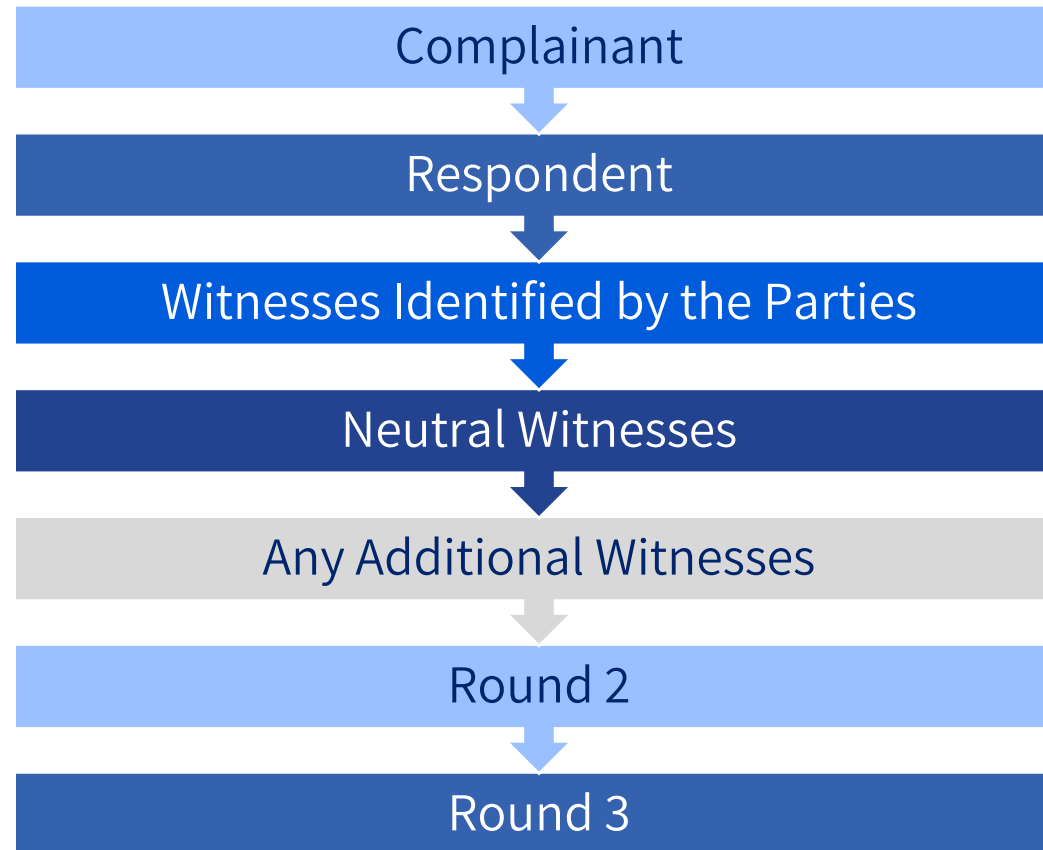 Complainant
Respondent
Witnesses Identified by the Parties
Neutral Witnesses
Any Additional Witnesses
Round 2
Round 3